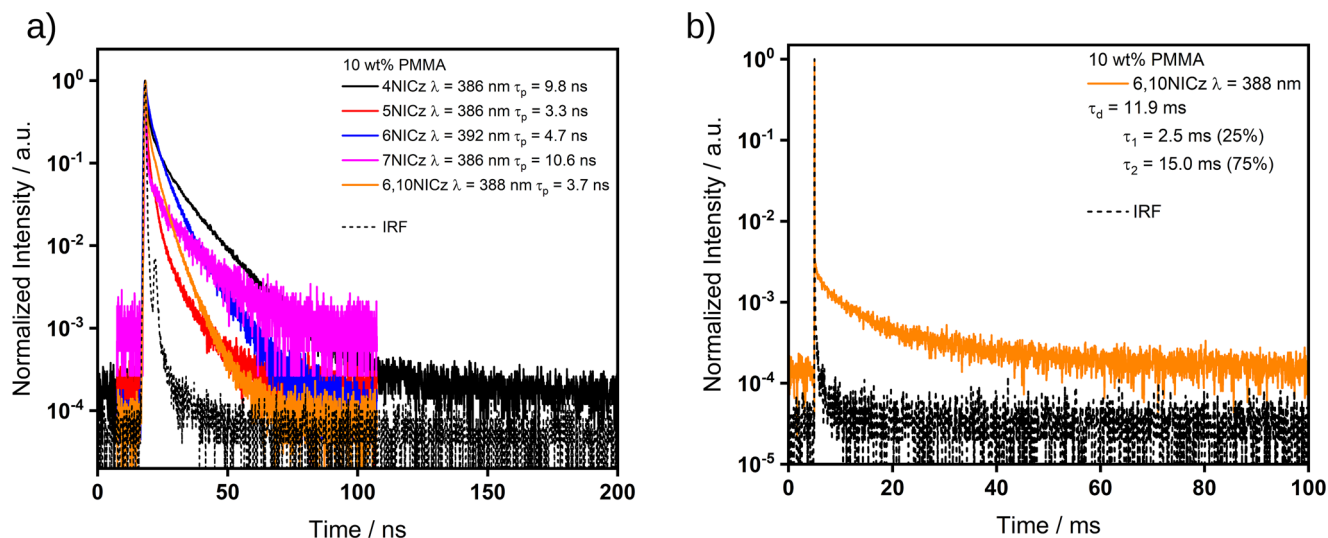 a)
10 wt% PMMA
4NICz λ = 386 nm τp = 9.8 ns
5NICz λ = 386 nm τp = 3.3 ns
6NICz λ = 392 nm τp = 4.7 ns
7NICz λ = 386 nm τp = 10.6 ns
6,10NICz λ = 388 nm τp = 3.7 ns
IRF
Normalized Intensity / a.u.
10^0
10^-1
10^-2
10^-3
10^-4
0 50 100 150 200
Time / ns
b)
10 wt% PMMA
6,10NICz λ = 388 nm
τd = 11.9 ms
τ1 = 2.5 ms (25%)
τ2 = 15.0 ms (75%)
IRF
Normalized Intensity / a.u.
10^0
10^-1
10^-2
10^-3
10^-4
10^-5
0 20 40 60 80 100
Time / ms